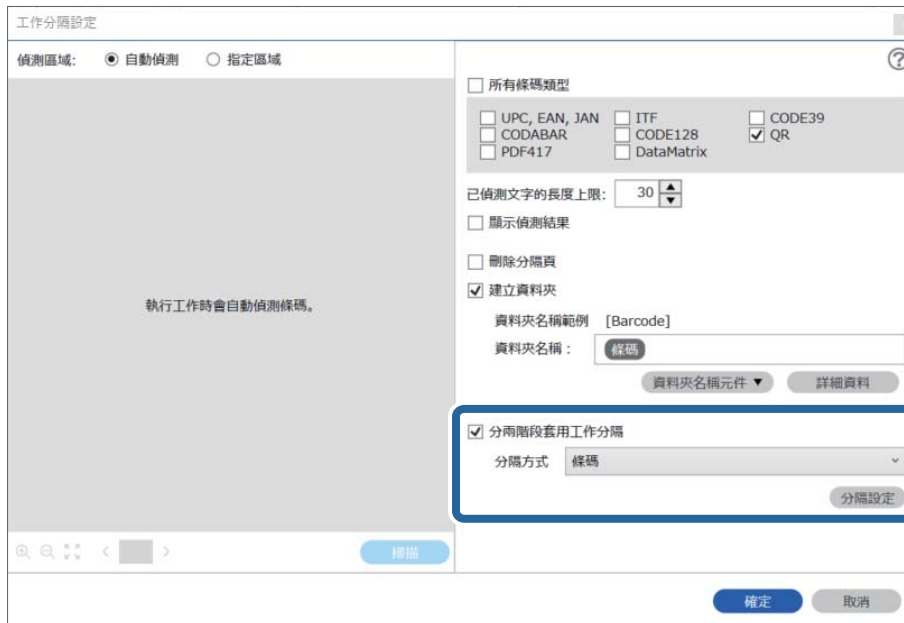 工作分隔設定
偵測區域: 自動偵測 指定區域
執行工作時會自動偵測條碼。
掃描
所有條碼類型
UPC, EAN, JAN ITF CODE39
CODABAR CODE128 QR
PDF417 DataMatrix
已偵測文字的長度上限: 30
顯示偵測結果
刪除分隔頁
建立資料夾
資料夾名稱範例 [Barcode]
資料夾名稱： 條碼
資料夾名稱元件 詳細資料
分兩階段套用工作分隔
分隔方式 條碼
分隔設定
確定 取消